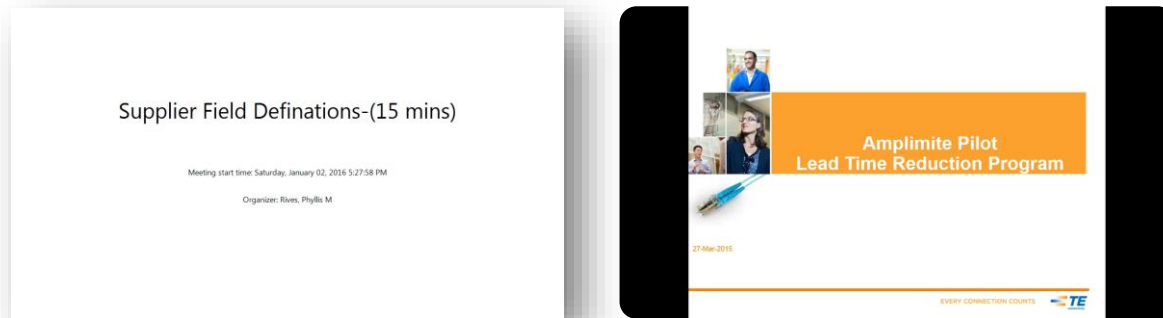 Supplier Field Definations-(15 mins)
Meeting start time: Saturday, January 02, 2016 5:27:58 PM
Organizer: Rives, Phyllis M
Amplimite Pilot
Lead Time Reduction Program
27-Mar-2015
EVERY CONNECTION COUNTS
TE